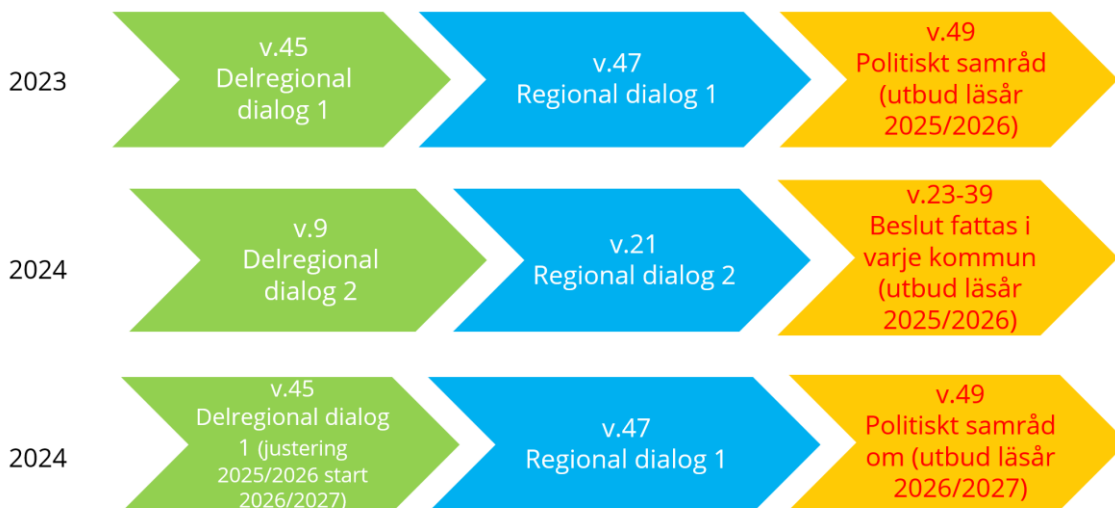 2023
v.45
Delregional
dialog 1
v.47
Regional dialog 1
v.49
Politiskt samråd
(utbud läsår
2025/2026)
2024
v.9
Delregional
dialog 2
v.21
Regional dialog 2
v.23-39
Beslut fattas i
varje kommun
(utbud läsår
2025/2026)
2024
v.45
Delregional dialog
1 (justering
2025/2026 start
2026/2027)
v.47
Regional dialog 1
v.49
Politiskt samråd
om (utbud läsår
2026/2027)